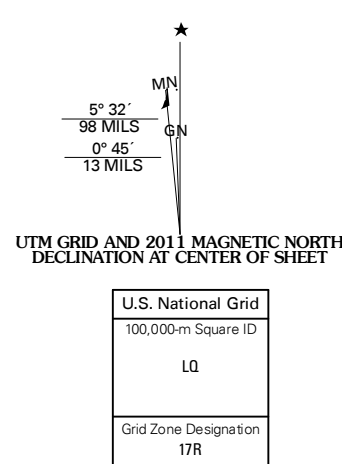 ★
MN
5° 32´
98 MILS
GN
0° 45´
13 MILS
UTM GRID AND 2011 MAGNETIC NORTH
DECLINATION AT CENTER OF SHEET
U.S. National Grid
100,000-m Square ID
LQ
Grid Zone Designation
17R